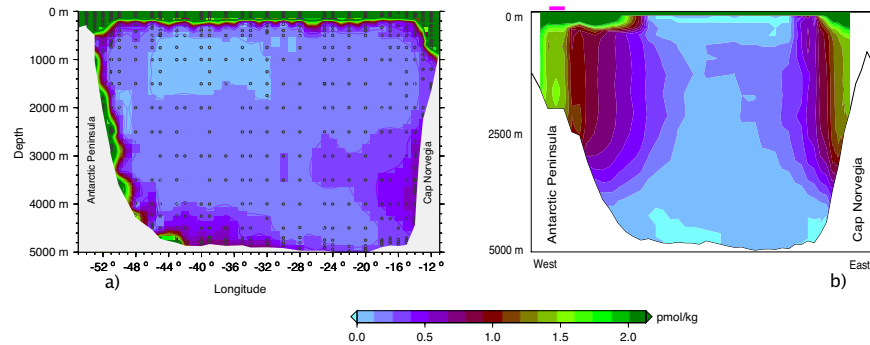 0 m
1000 m
2000 m
3000 m
4000 m
5000 m
Depth
Antarctic Peninsula
Cap Norvegia
-52 ° -48 ° -44 ° -40 ° -36 ° -32 ° -28 ° -24 ° -20 ° -16 ° -12 °
a)
Longitude
0 m
2500 m
5000 m
Antarctic Peninsula
Cap Norvegia
West
East
b)
pmol/kg
0.0 0.5 1.0 1.5 2.0